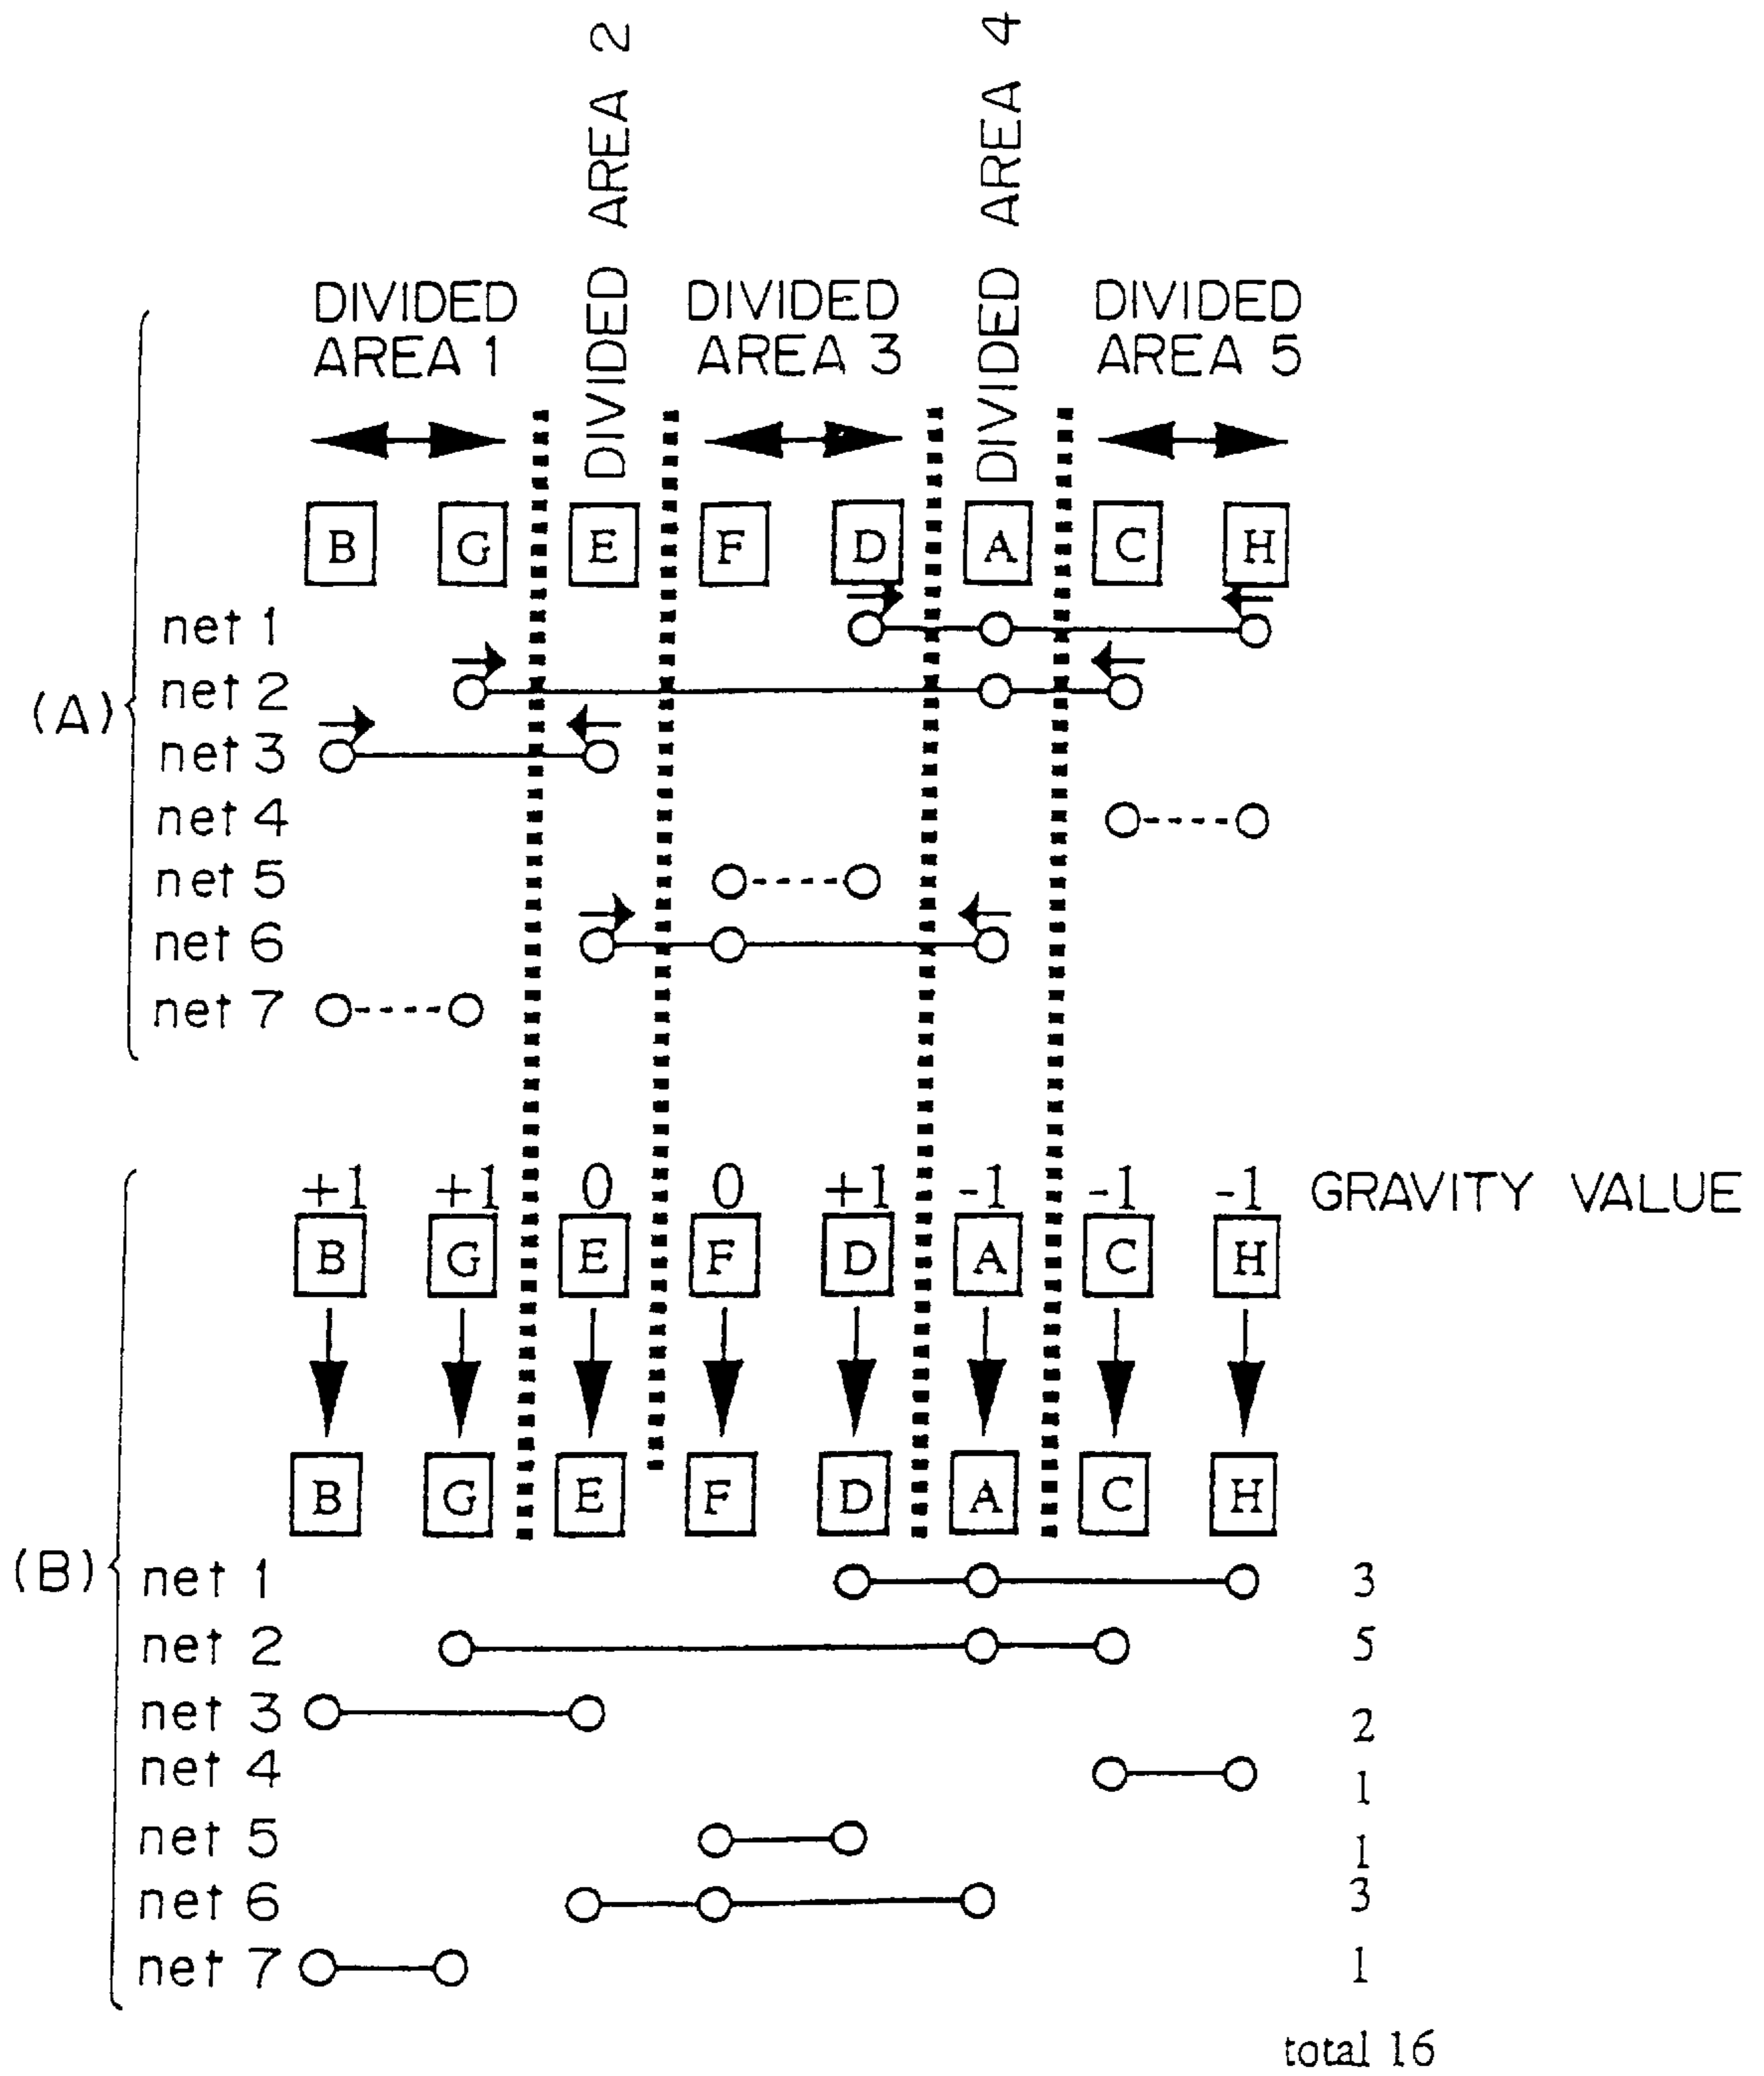 DIVIDED AREA 2
DIVIDED AREA 4
DIVIDED
AREA 1
DIVIDED
AREA 3
DIVIDED
AREA 5
B G E F D A C H
(A)
net 1
net 2
net 3
net 4
net 5
net 6
net 7
+1 +1 0 0 +1 -1 -1 -1 GRAVITY VALUE
B G E F D A C H
B G E F D A C H
(B)
net 1 3
net 2 5
net 3 2
net 4 1
net 5 1
net 6 3
net 7 1
total 16